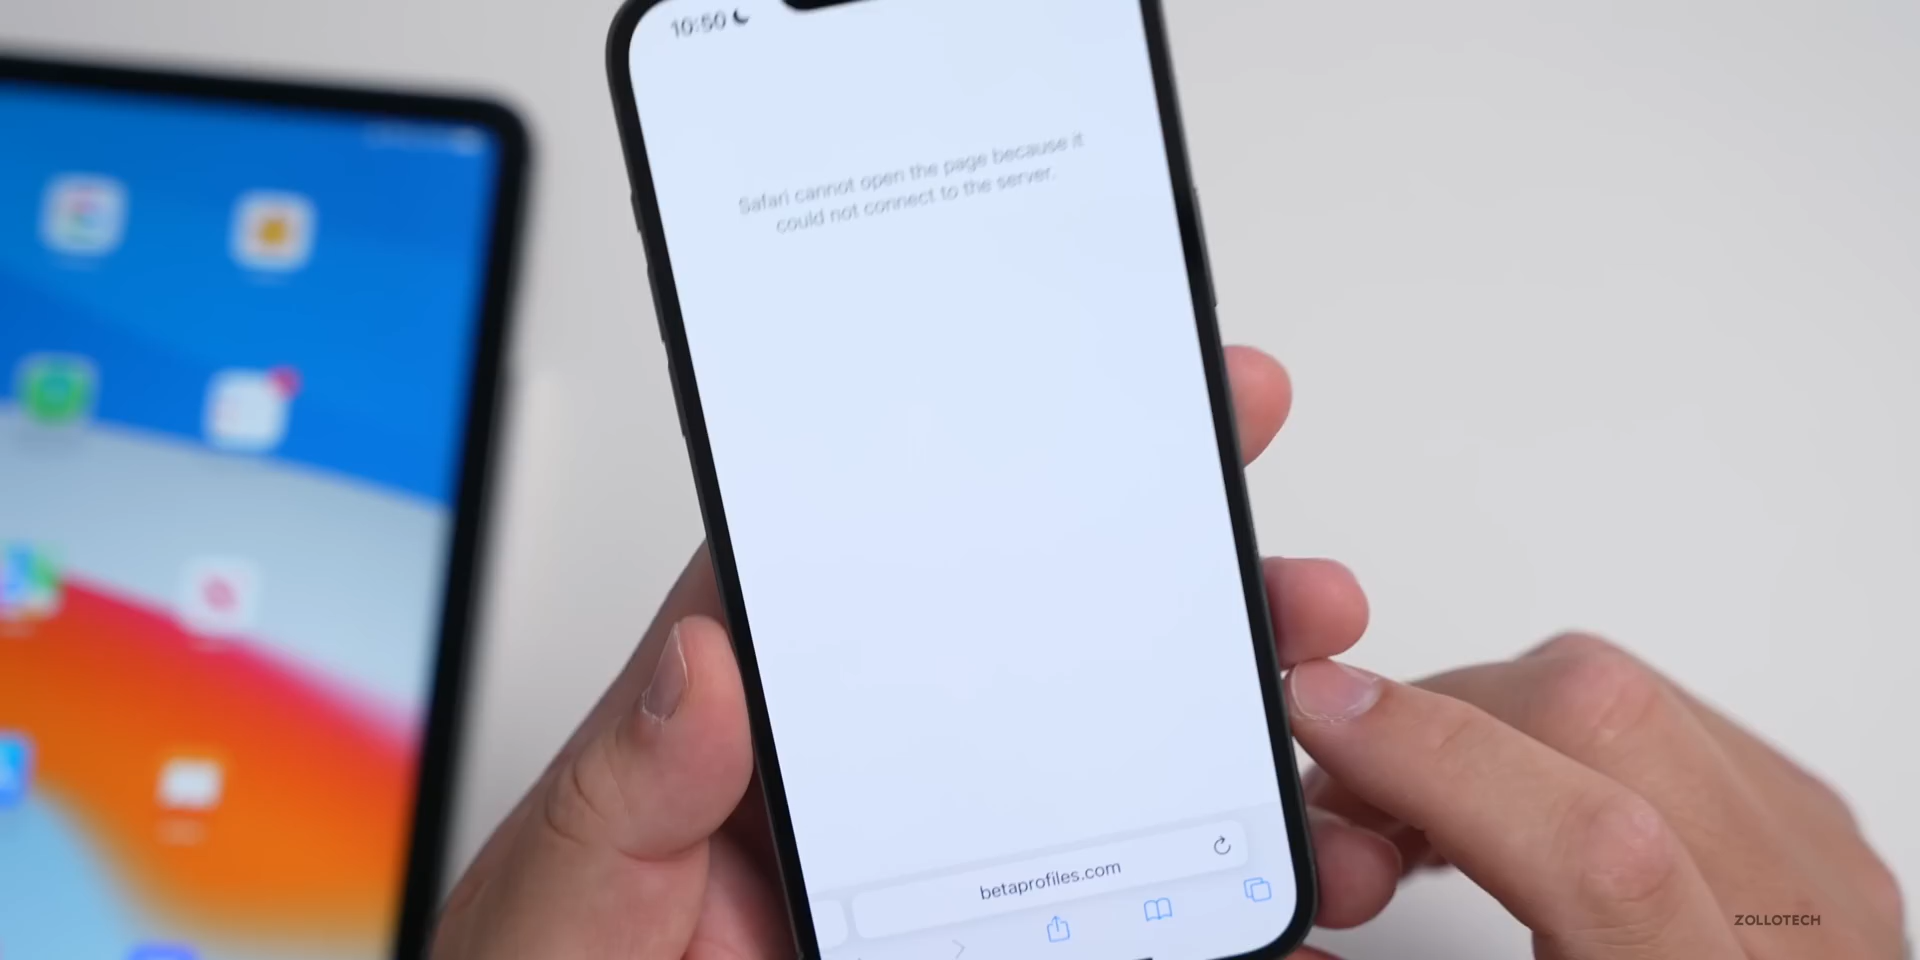 10:50
Safari cannot open the page because it
could not connect to the server.
betaprofiles.com
ZOLLOTECH